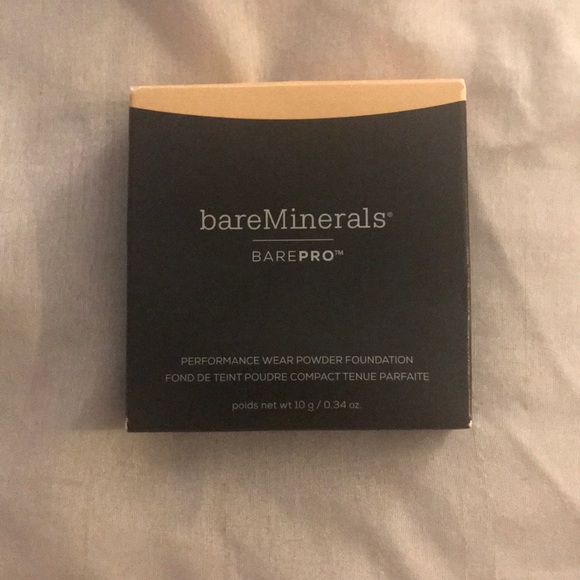 bareMinerals®
BAREPRO™
PERFORMANCE WEAR POWDER FOUNDATION
FOND DE TEINT POUDRE COMPACT TENUE PARFAITE
poids net wt 10 g / 0.34 oz.